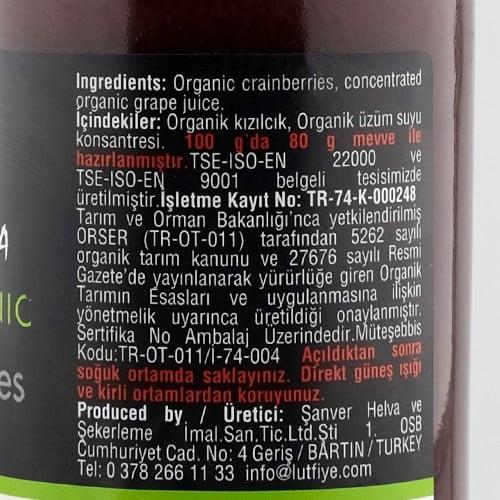 Ingredients: Organic crainberries, concentrated
organic grape juice.
İçindekiler: Organik kızılcık, Organik üzüm suyu
konsantresi. 100 g'da 80 g mevve ile
hazırlanmıştır.TSE-ISO-EN 22000 ve
TSE-ISO-EN 9001 belgeli tesisimizde
üretilmiştir.İşletme Kayıt No: TR-74-K-000248
Tarım ve Orman Bakanlığı'nca yetkilendirilmiş
ORSER (TR-OT-011) tarafından 5262 sayılı
organik tarım kanunu ve 27676 sayılı Resmi
Gazete'de yayınlanarak yürürlüğe giren Organik
Tarımın Esasları ve uygulanmasına ilişkin
yönetmelik uyarınca üretildiği onaylanmıştır.
Sertifika No Ambalaj Üzerindedir.Müteşebbis
Kodu:TR-OT-011/I-74-004 Açıldıktan sonra
soğuk ortamda saklayınız. Direkt güneş ışığı
ve kirli ortamlardan koruyunuz.
Produced by / Üretici: Şanver Helva ve
Şekerleme İmal.San.Tic.Ltd.Şti 1. OSB
Cumhuriyet Cad. No: 4 Geriş / BARTIN / TURKEY
Tel: 0 378 266 11 33 info@lutfiye.com